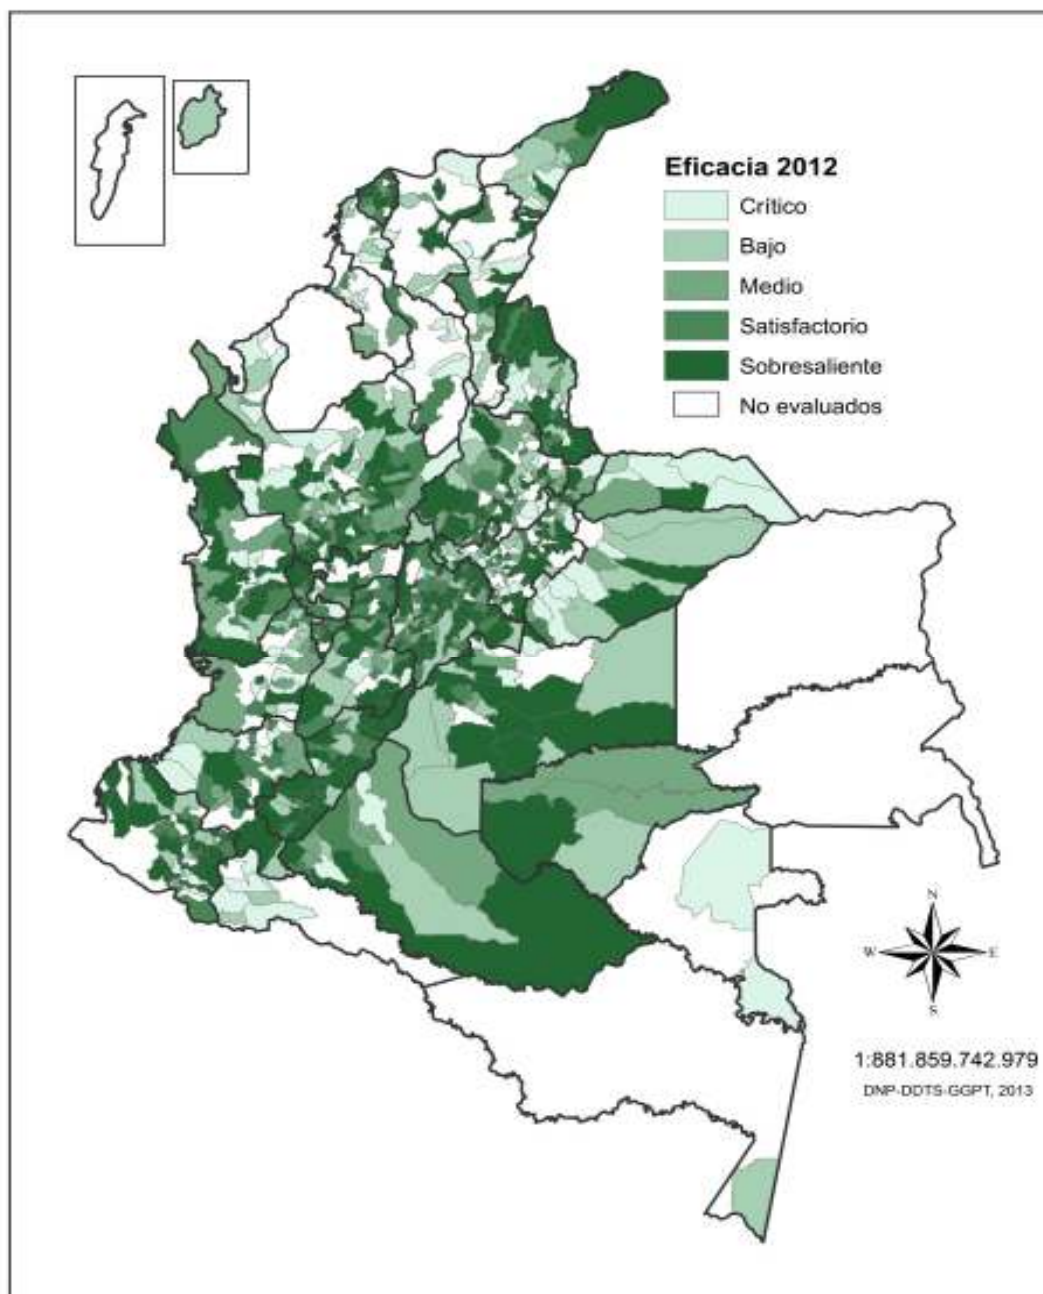 Eficacia 2012
Crítico
Bajo
Medio
Satisfactorio
Sobresaliente
No evaluados
N
W
E
S
1:881.859.742.979
DNP-DDTS-GGPT, 2013